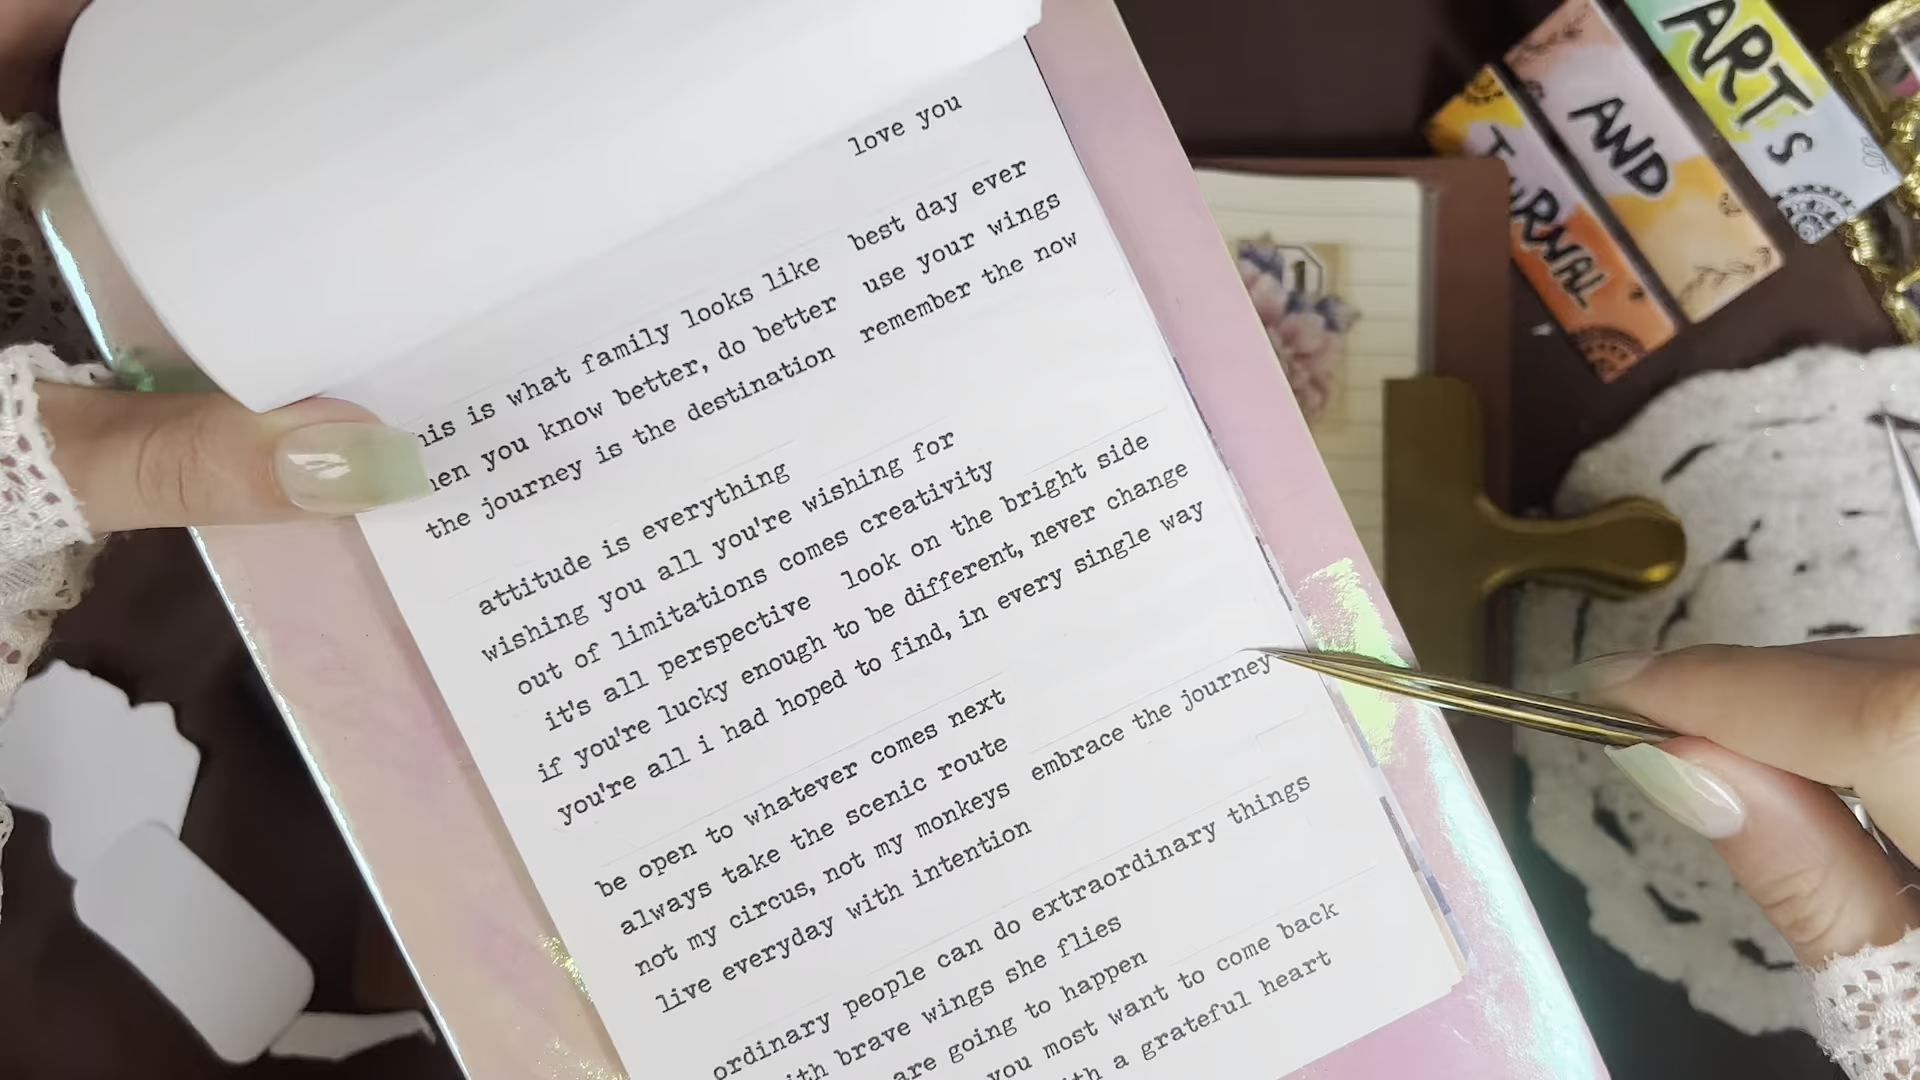 love you
best day ever
this is what family looks like use your wings
when you know better, do better remember the now
the journey is the destination
attitude is everything
wishing you all you're wishing for
out of limitations comes creativity
it's all perspective look on the bright side
if you're lucky enough to be different, never change
you're all i had hoped to find, in every single way
be open to whatever comes next
always take the scenic route
not my circus, not my monkeys embrace the journey
live everyday with intention
ordinary people can do extraordinary things
with brave wings she flies
are going to happen
you most want to come back
with a grateful heart
ARTs
AND
JOURNAL
1